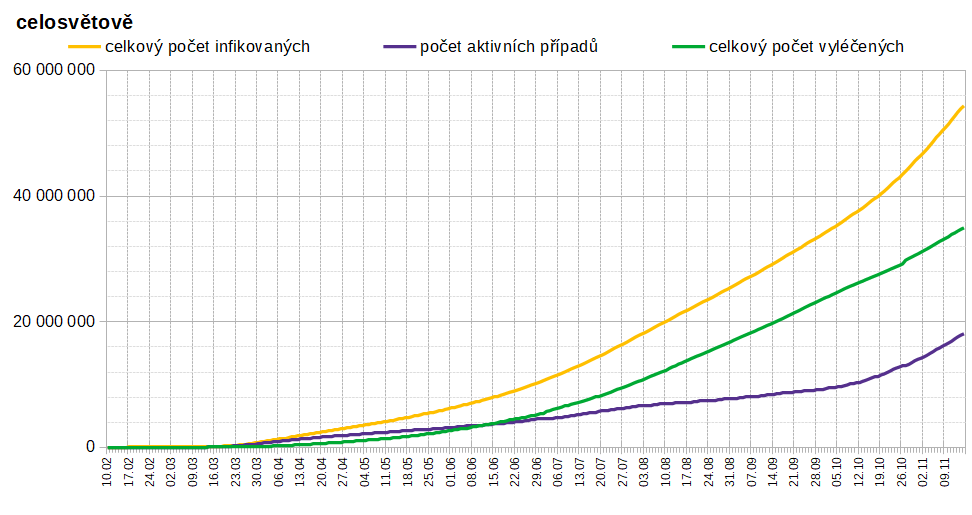 celosvětově
celkový počet infikovaných počet aktivních případů celkový počet vyléčených
60 000 000
40 000 000
20 000 000
0
10.02 17.02 24.02 02.03 09.03 16.03 23.03 30.03 06.04 13.04 20.04 27.04 04.05 11.05 18.05 25.05 01.06 08.06 15.06 22.06 29.06 06.07 13.07 20.07 27.07 03.08 10.08 17.08 24.08 31.08 07.09 14.09 21.09 28.09 05.10 12.10 19.10 26.10 02.11 09.11